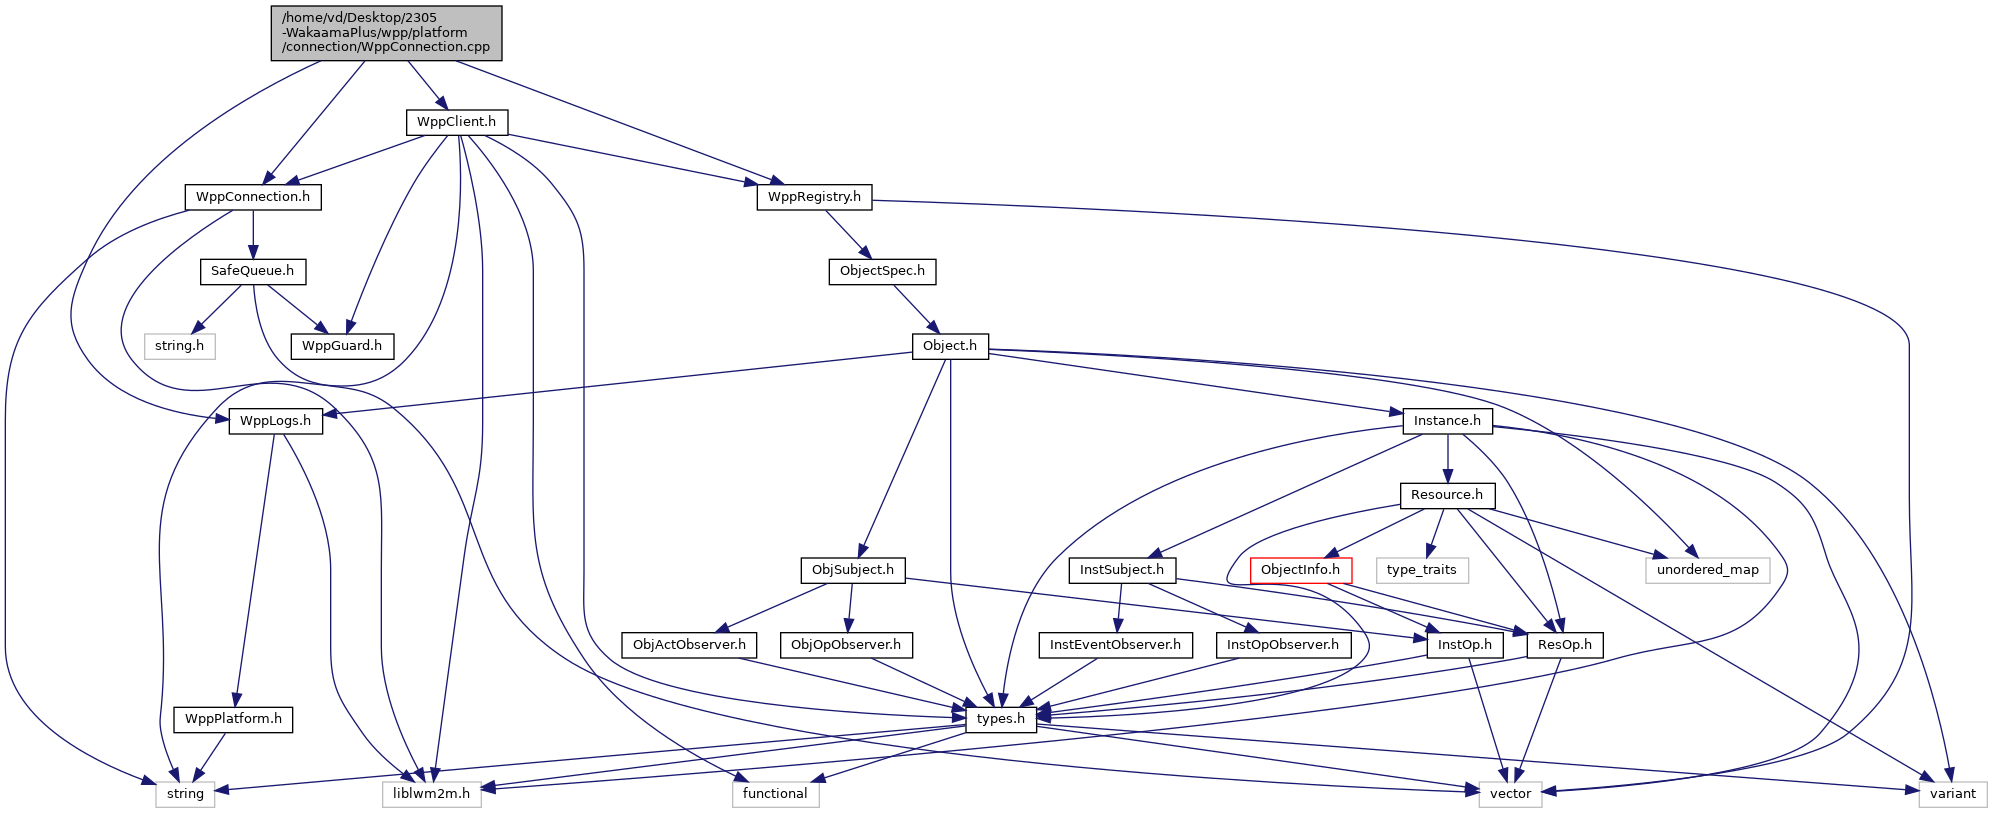 /home/vd/Desktop/2305
-WakaamaPlus/wpp/platform
/connection/WppConnection.cpp
WppClient.h
WppConnection.h
WppRegistry.h
SafeQueue.h
ObjectSpec.h
string.h
WppGuard.h
Object.h
WppLogs.h
Instance.h
Resource.h
ObjSubject.h
InstSubject.h
ObjectInfo.h
type_traits
unordered_map
ObjActObserver.h
ObjOpObserver.h
InstEventObserver.h
InstOpObserver.h
InstOp.h
ResOp.h
WppPlatform.h
types.h
string
liblwm2m.h
functional
vector
variant